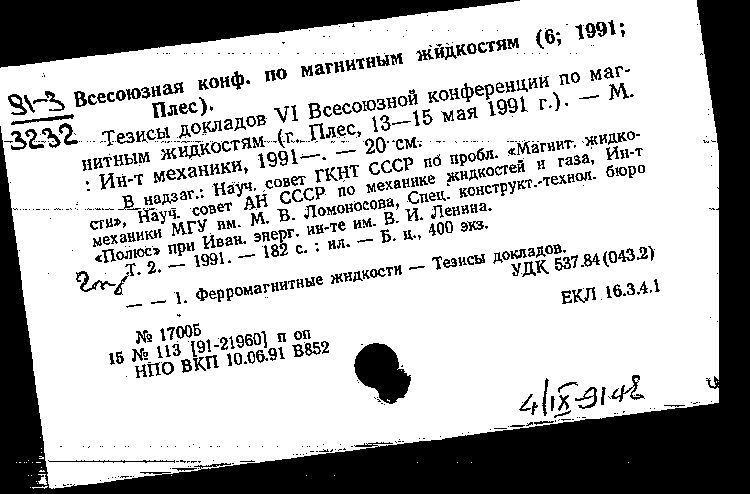 91-3
3232
Всесоюзная конф. по магнитным жидкостям (6; 1991;
Плес).
Тезисы докладов VI Всесоюзной конференции по маг-
нитным жидкостям (г. Плес, 13—15 мая 1991 г.). — М.
: Ин-т механики, 1991—. — 20 см.
В надзаг.: Науч. совет ГКНТ СССР по пробл. «Магнит. жидко-
сти», Науч. совет АН СССР по механике жидкостей и газа, Ин-т
механики МГУ им. М. В. Ломоносова, Спец. конструкт.-технол. бюро
«Полюс» при Иван. энерг. ин-те им. В. И. Ленина.
Т. 2. — 1991. — 182 с. : ил. — Б. ц., 400 экз.
— — 1. Ферромагнитные жидкости — Тезисы докладов.
УДК 537.84(043.2)
ЕКЛ 16.3.4.1
№ 17005
15 № 113 [91-21960] п оп
НПО ВКП 10.06.91 В852
4/IX-91